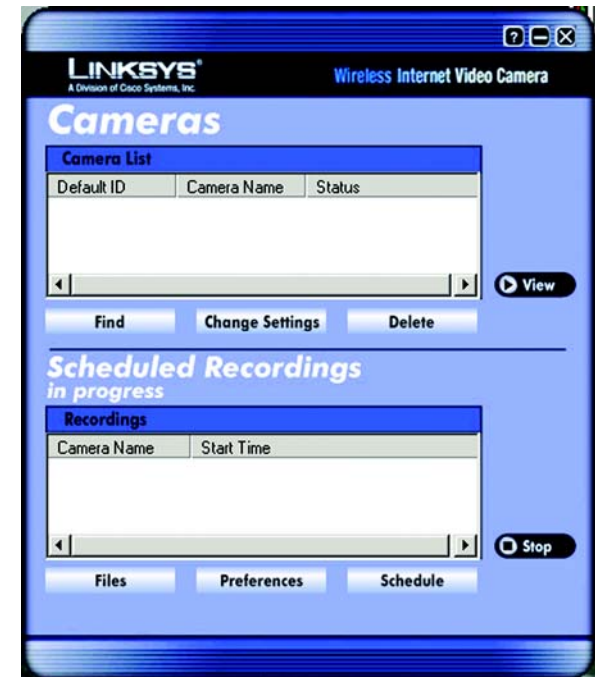 ?
LINKSYS®
A Division of Cisco Systems, Inc.
Wireless Internet Video Camera
Cameras
Camera List
Default ID Camera Name Status
View
Find Change Settings Delete
Scheduled Recordings
in progress
Recordings
Camera Name Start Time
Stop
Files Preferences Schedule